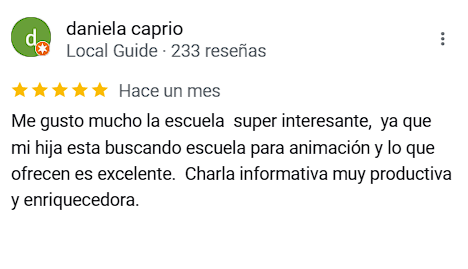 d
daniela caprio
Local Guide · 233 reseñas
Hace un mes
Me gusto mucho la escuela  super interesante,  ya que
mi hija esta buscando escuela para animación y lo que
ofrecen es excelente.  Charla informativa muy productiva
y enriquecedora.